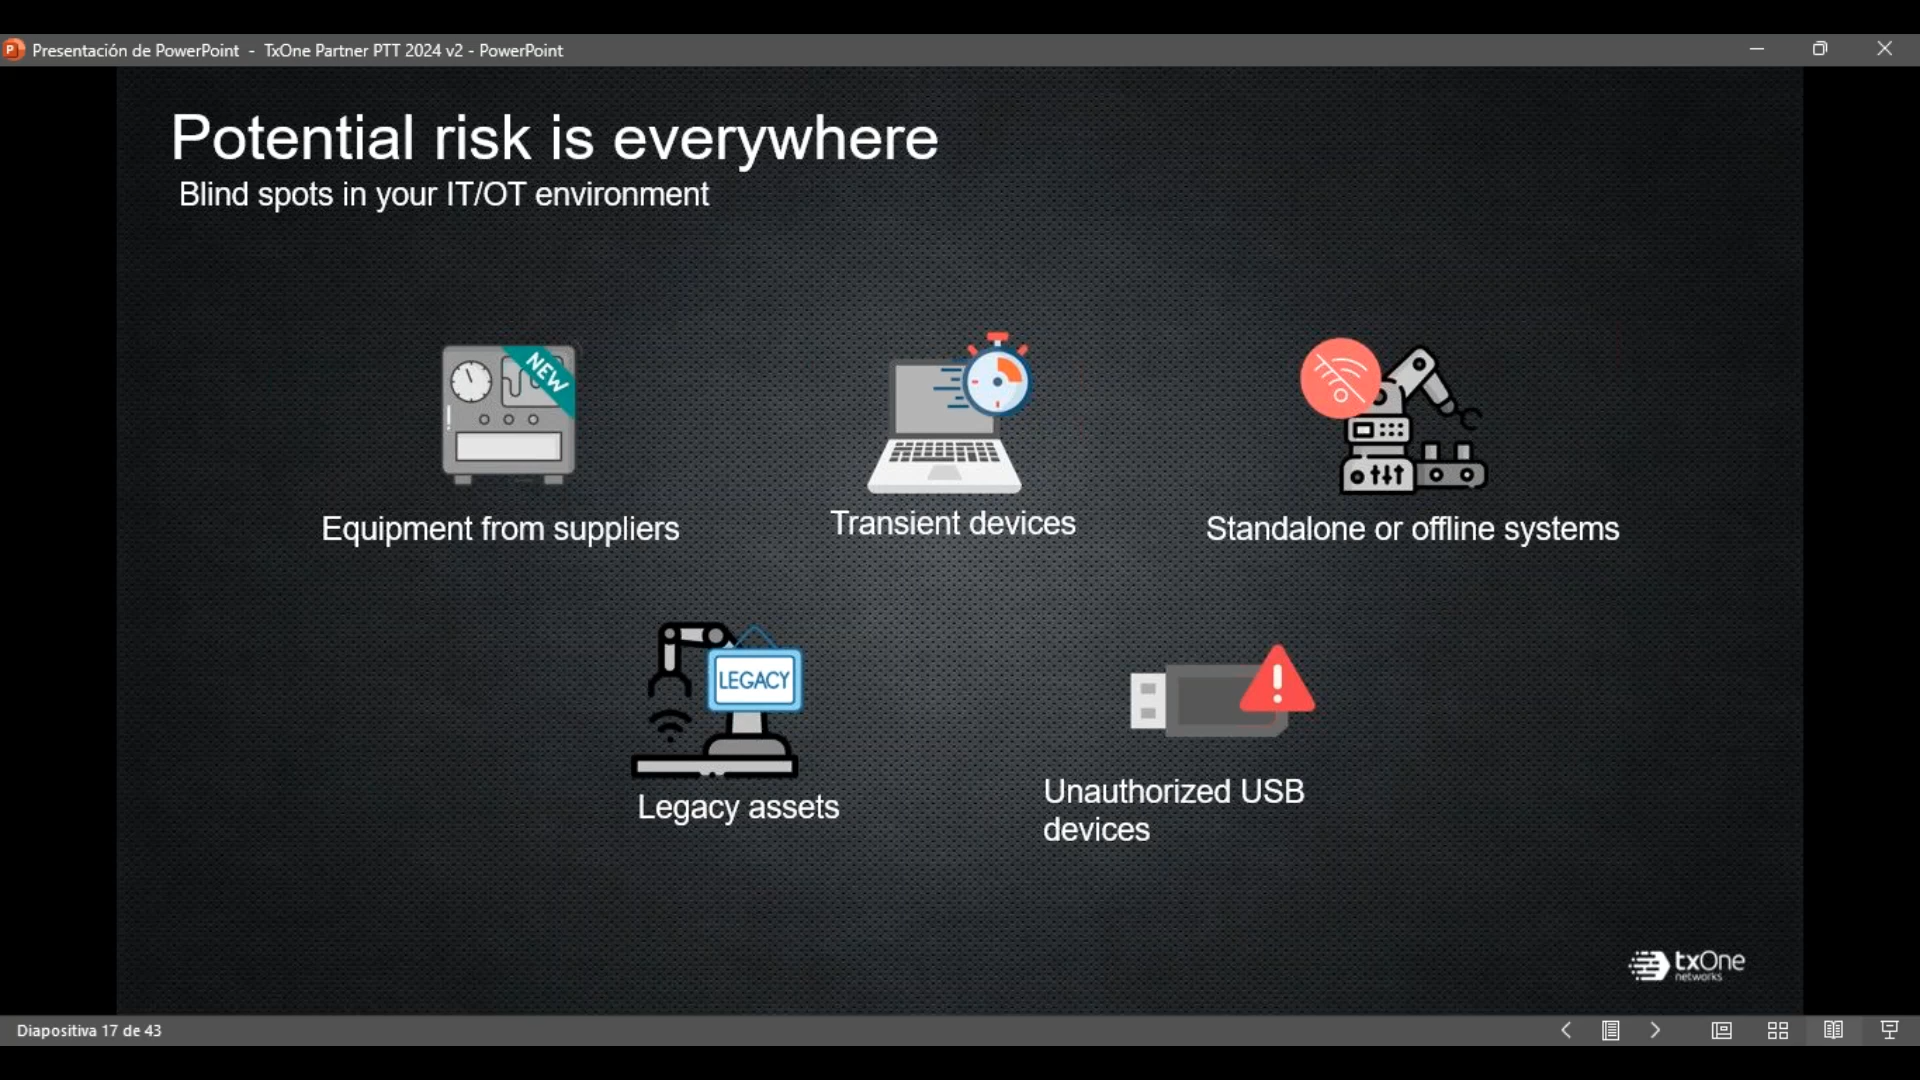 Presentación de PowerPoint - TxOne Partner PTT 2024 v2 - PowerPoint
Potential risk is everywhere
Blind spots in your IT/OT environment
NEW
Equipment from suppliers
Transient devices
Standalone or offline systems
LEGACY
Legacy assets
Unauthorized USB
devices
txOne
networks
Diapositiva 17 de 43